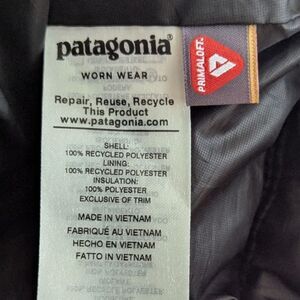 patagonia®
WORN WEAR
Repair, Reuse, Recycle
This Product
www.patagonia.com
SHELL:
100% RECYCLED POLYESTER
LINING:
100% RECYCLED POLYESTER
INSULATION:
100% POLYESTER
EXCLUSIVE OF TRIM
MADE IN VIETNAM
FABRIQUÉ AU VIETNAM
HECHO EN VIETNAM
FATTO IN VIETNAM
PRIMALOFT